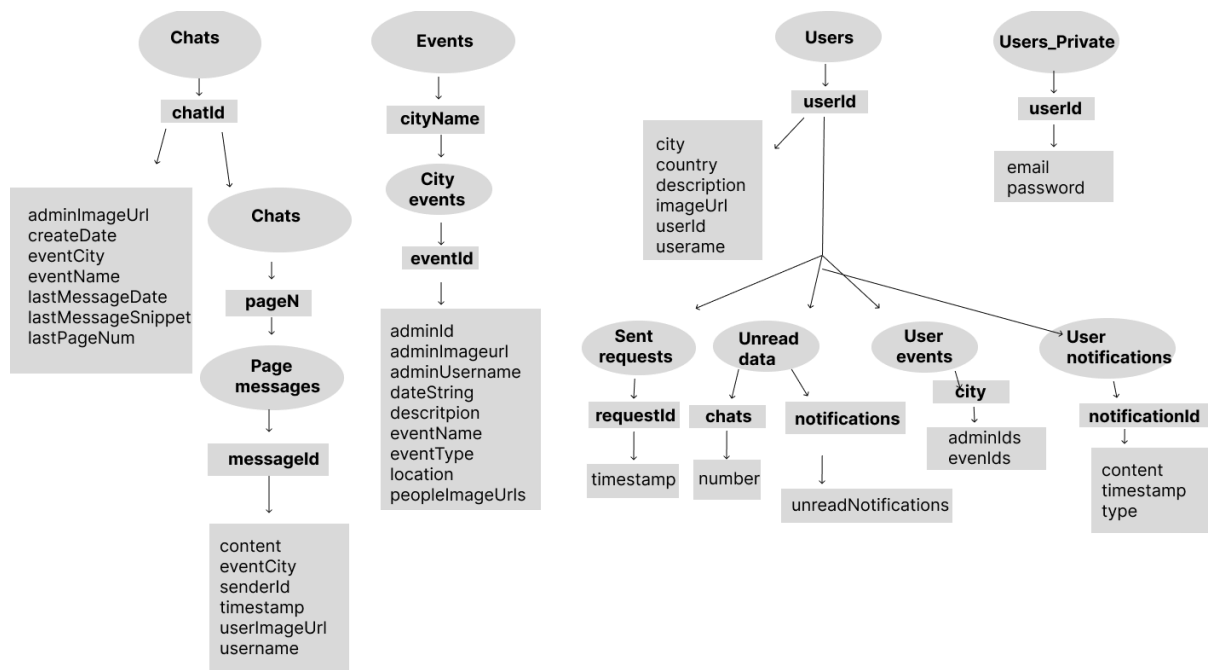 Chats
chatId
adminImageUrl
createDate
eventCity
eventName
lastMessageDate
lastMessageSnippet
lastPageNum
Chats
pageN
Page
messages
messageId
content
eventCity
senderId
timestamp
userImageUrl
username
Events
cityName
City
events
eventId
adminId
adminImageurl
adminUsername
dateString
descritpion
eventName
eventType
location
peopleImageUrls
Users
userId
city
country
description
imageUrl
userId
userame
Sent
requests
requestId
timestamp
Unread
data
chats
number
notifications
unreadNotifications
User
events
city
adminIds
evenIds
User
notifications
notificationId
content
timestamp
type
Users_Private
userId
email
password